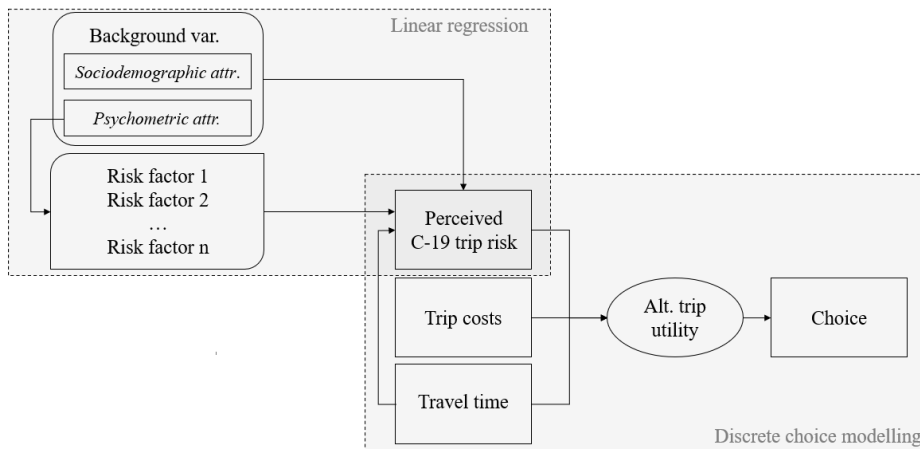 Linear regression
Background var.
Sociodemographic attr.
Psychometric attr.
Risk factor 1
Risk factor 2
…
Risk factor n
Perceived
C-19 trip risk
Trip costs
Travel time
Alt. trip
utility
Choice
Discrete choice modelling